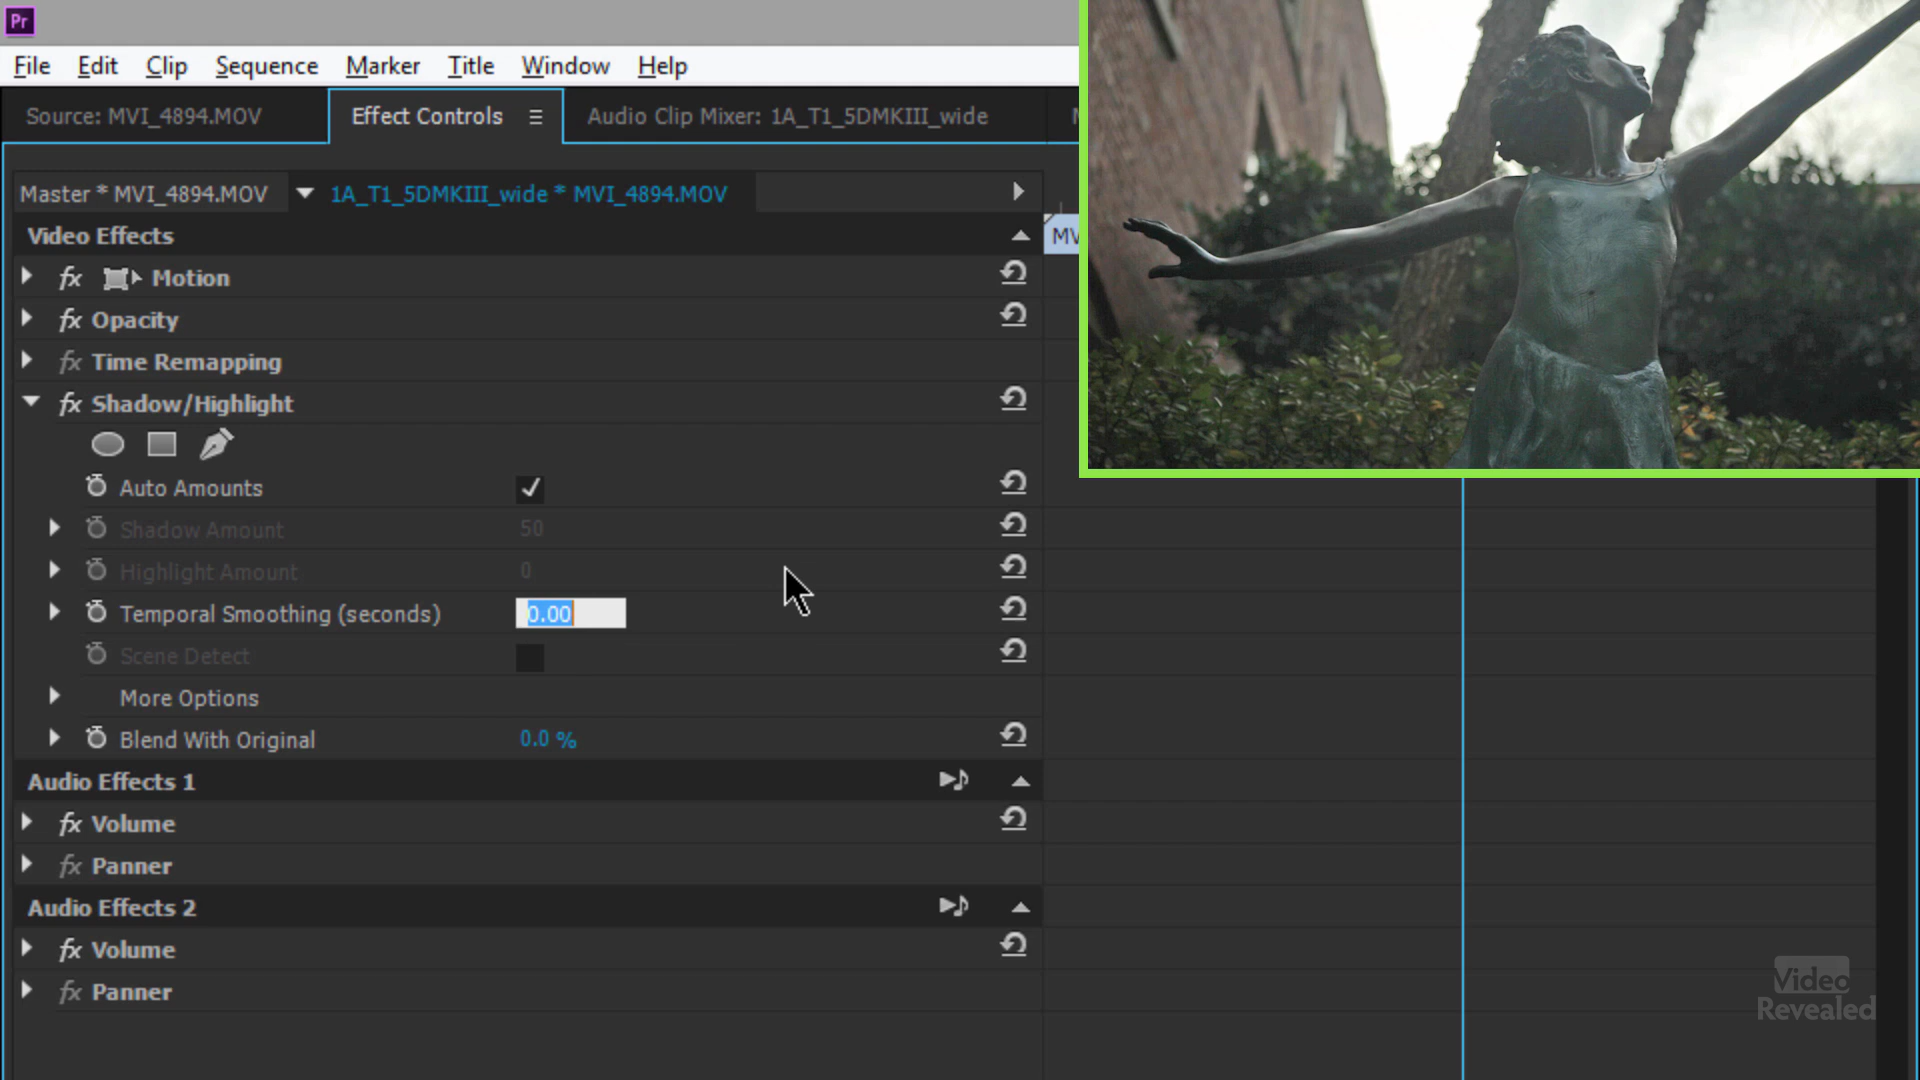 Pr
File Edit Clip Sequence Marker Title Window Help
Source: MVI_4894.MOV Effect Controls Audio Clip Mixer: 1A_T1_5DMKIII_wide
Master * MVI_4894.MOV 1A_T1_5DMKIII_wide * MVI_4894.MOV
Video Effects
MV
fx Motion
fx Opacity
fx Time Remapping
fx Shadow/Highlight
Auto Amounts
Shadow Amount 50
Highlight Amount 0
Temporal Smoothing (seconds) 0.00
Scene Detect
More Options
Blend With Original 0.0 %
Audio Effects 1
fx Volume
fx Panner
Audio Effects 2
fx Volume
fx Panner
Video
Revealed